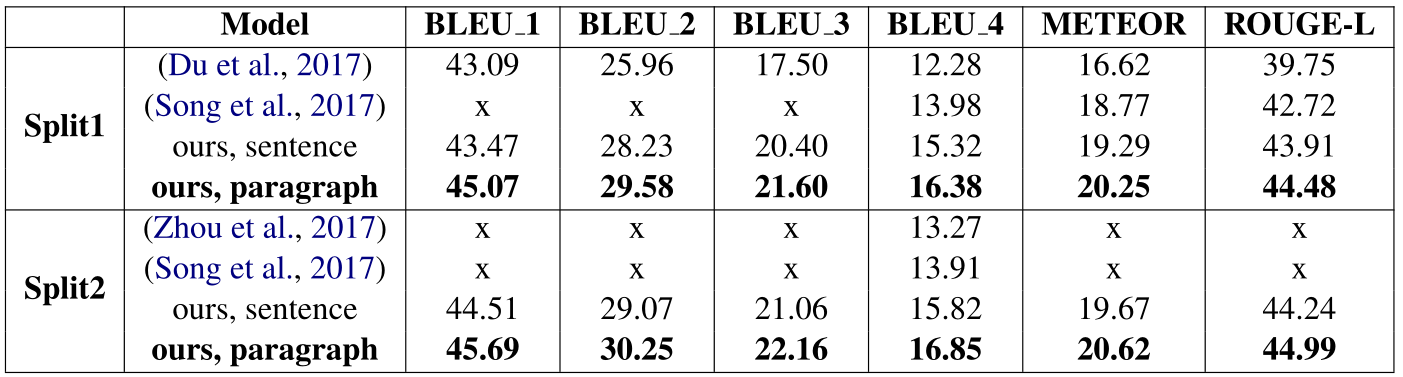 Model BLEU_1 BLEU_2 BLEU_3 BLEU_4 METEOR ROUGE-L
Split1
(Du et al., 2017) 43.09 25.96 17.50 12.28 16.62 39.75
(Song et al., 2017) x x x 13.98 18.77 42.72
ours, sentence 43.47 28.23 20.40 15.32 19.29 43.91
ours, paragraph 45.07 29.58 21.60 16.38 20.25 44.48
Split2
(Zhou et al., 2017) x x x 13.27 x x
(Song et al., 2017) x x x 13.91 x x
ours, sentence 44.51 29.07 21.06 15.82 19.67 44.24
ours, paragraph 45.69 30.25 22.16 16.85 20.62 44.99